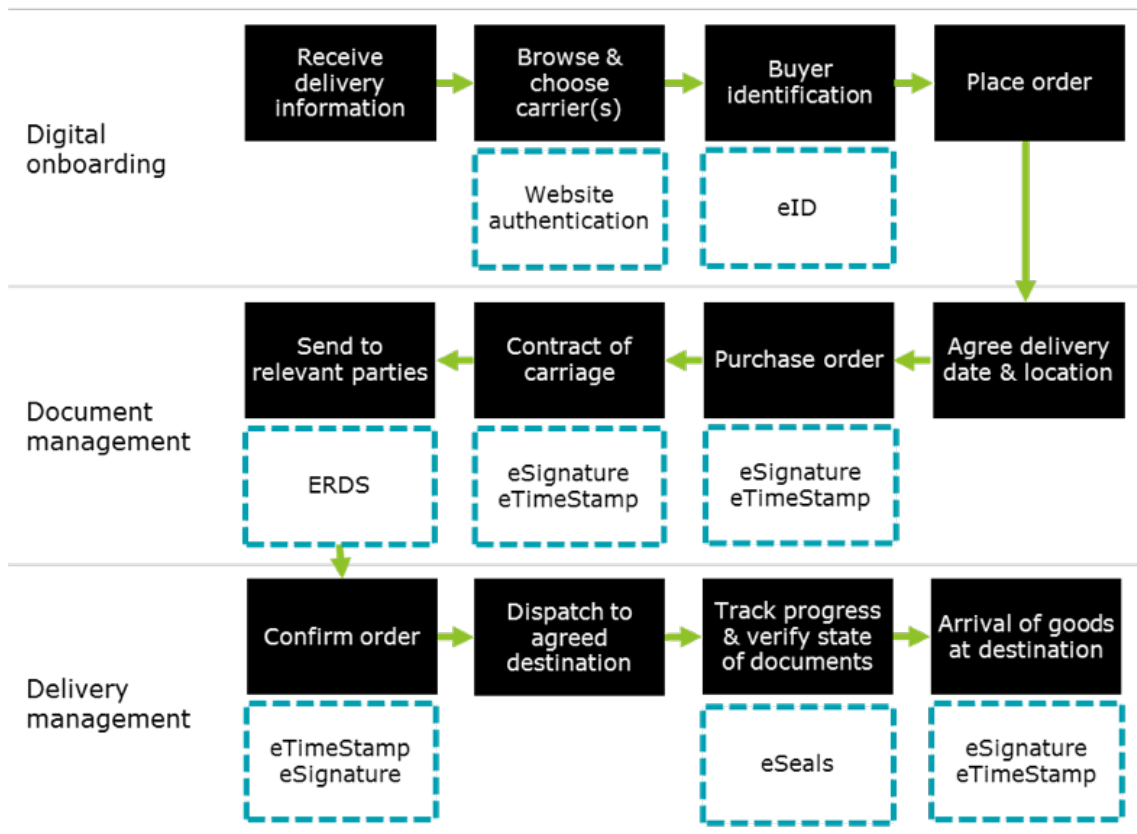 Digital
onboarding
Receive
delivery
information
Browse &
choose
carrier(s)
Buyer
identification
Place order
Website
authentication
eID
Document
management
Send to
relevant parties
Contract of
carriage
Purchase order
Agree delivery
date & location
ERDS
eSignature
eTimeStamp
eSignature
eTimeStamp
Delivery
management
Confirm order
Dispatch to
agreed
destination
Track progress
& verify state
of documents
Arrival of goods
at destination
eTimeStamp
eSignature
eSeals
eSignature
eTimeStamp